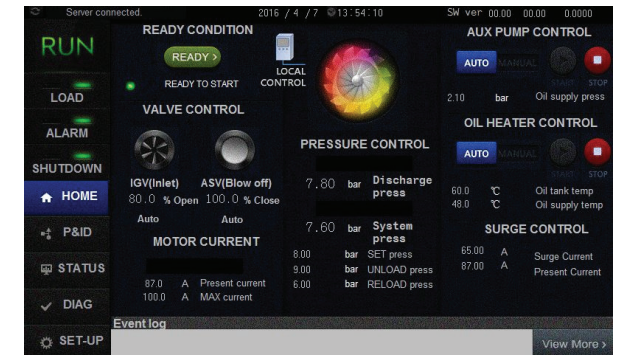 Server connected. 2016 / 4 / 7 13:54:10 SW ver 00.00 00.00 0.0000
RUN
LOAD
ALARM
SHUTDOWN
HOME
P&ID
STATUS
DIAG
SET-UP
READY CONDITION
READY >
READY TO START
LOCAL
CONTROL
VALVE CONTROL
IGV(Inlet) ASV(Blow off)
80.0 % Open 100.0 % Close
Auto Auto
MOTOR CURRENT
87.0 A Present current
100.0 A MAX current
PRESSURE CONTROL
7.80 bar Discharge
press
7.60 bar System
press
8.00 bar SET press
9.00 bar UNLOAD press
6.00 bar RELOAD press
AUX PUMP CONTROL
AUTO MANUAL
START STOP
2.10 bar Oil supply press
OIL HEATER CONTROL
AUTO MANUAL
START STOP
60.0 ℃ Oil tank temp
48.0 ℃ Oil supply temp
SURGE CONTROL
65.00 A Surge Current
87.00 A Present Current
Event log
View More >